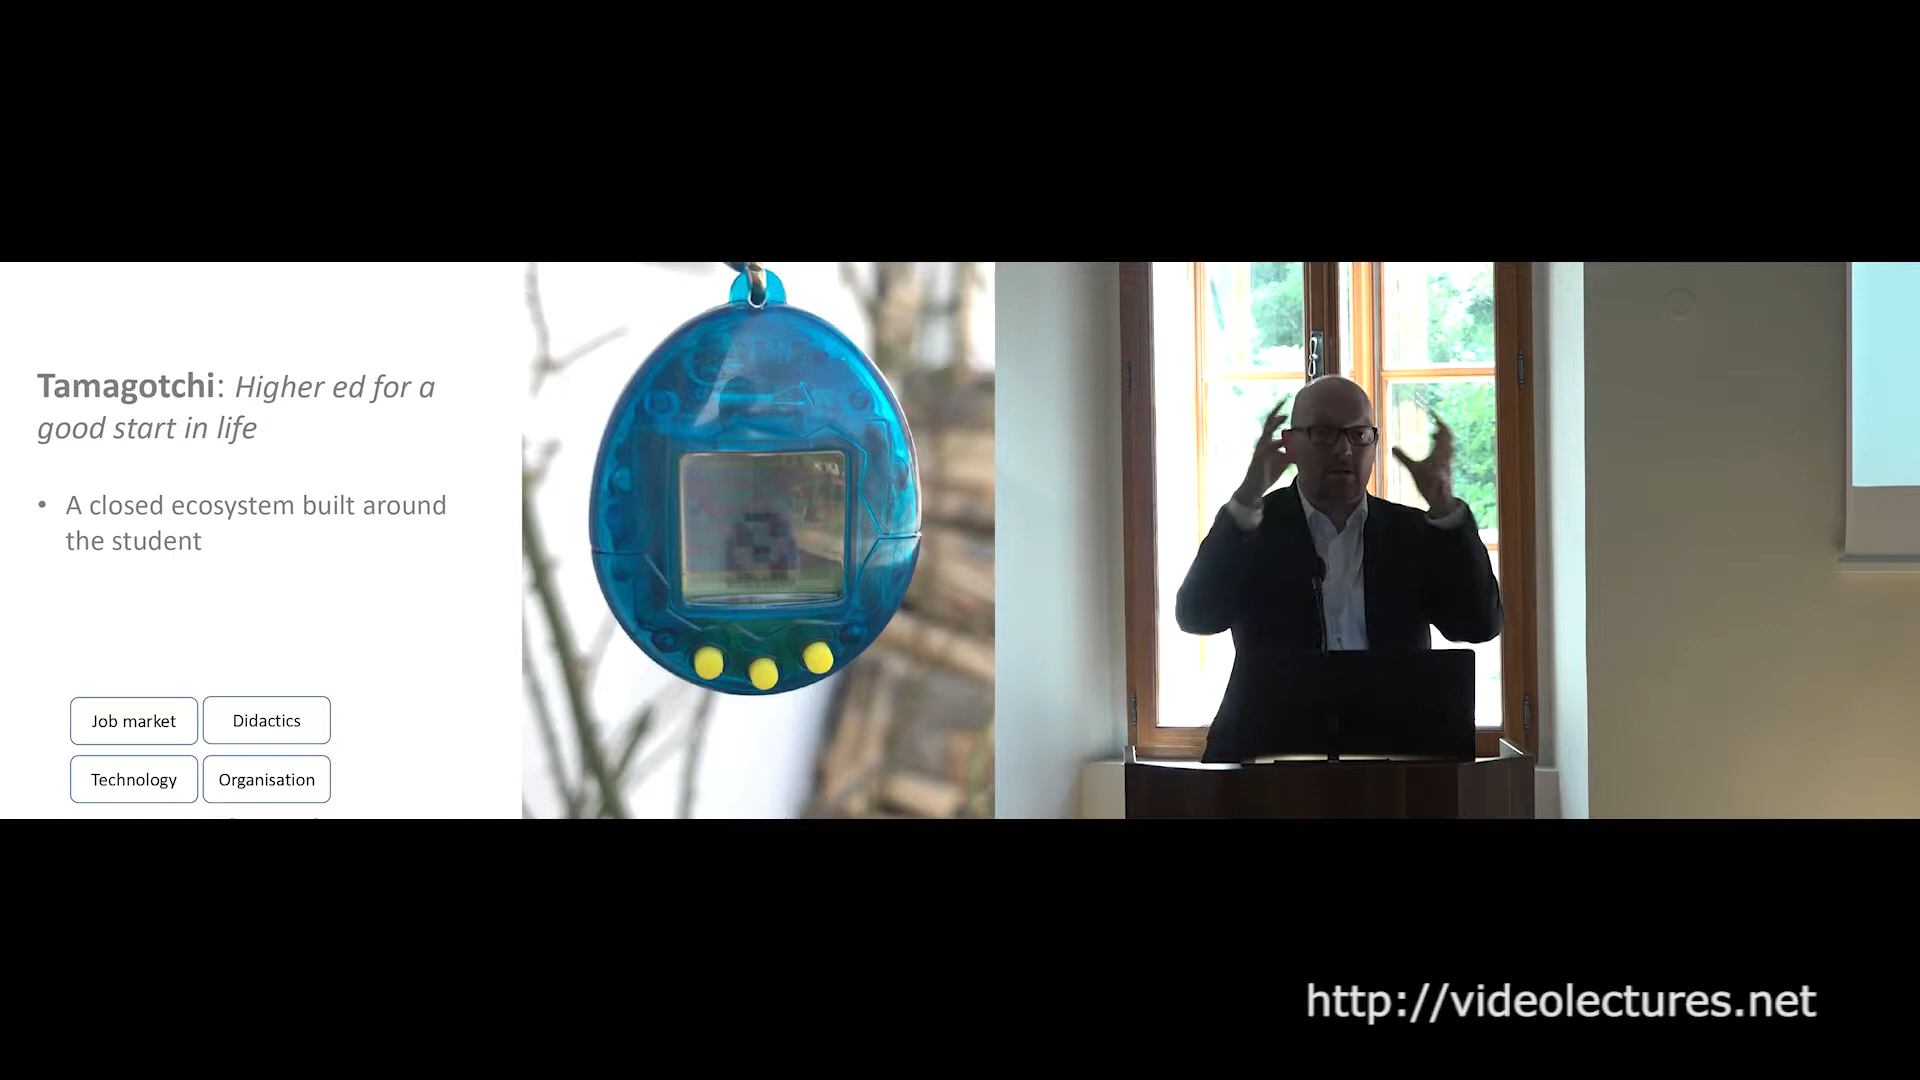 Tamagotchi: Higher ed for a
good start in life
• A closed ecosystem built around
the student
Job market
Didactics
Technology
Organisation
http://videolectures.net